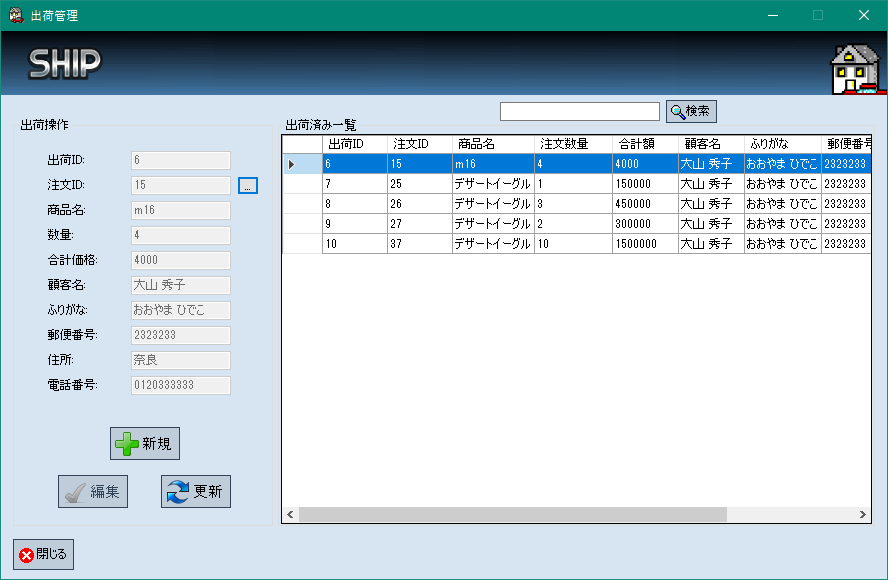 出荷管理
SHIP
検索
出荷操作
出荷ID: 6
注文ID: 15 ...
商品名: m16
数量: 4
合計価格: 4000
顧客名: 大山 秀子
ふりがな: おおやま ひでこ
郵便番号: 2323233
住所: 奈良
電話番号: 0120333333
新規
編集 更新
出荷済み一覧
出荷ID 注文ID 商品名 注文数量 合計額 顧客名 ふりがな 郵便番号
6 15 m16 4 4000 大山 秀子 おおやま ひでこ 2323233
7 25 デザートイーグル 1 150000 大山 秀子 おおやま ひでこ 2323233
8 26 デザートイーグル 3 450000 大山 秀子 おおやま ひでこ 2323233
9 27 デザートイーグル 2 300000 大山 秀子 おおやま ひでこ 2323233
10 37 デザートイーグル 10 1500000 大山 秀子 おおやま ひでこ 2323233
閉じる